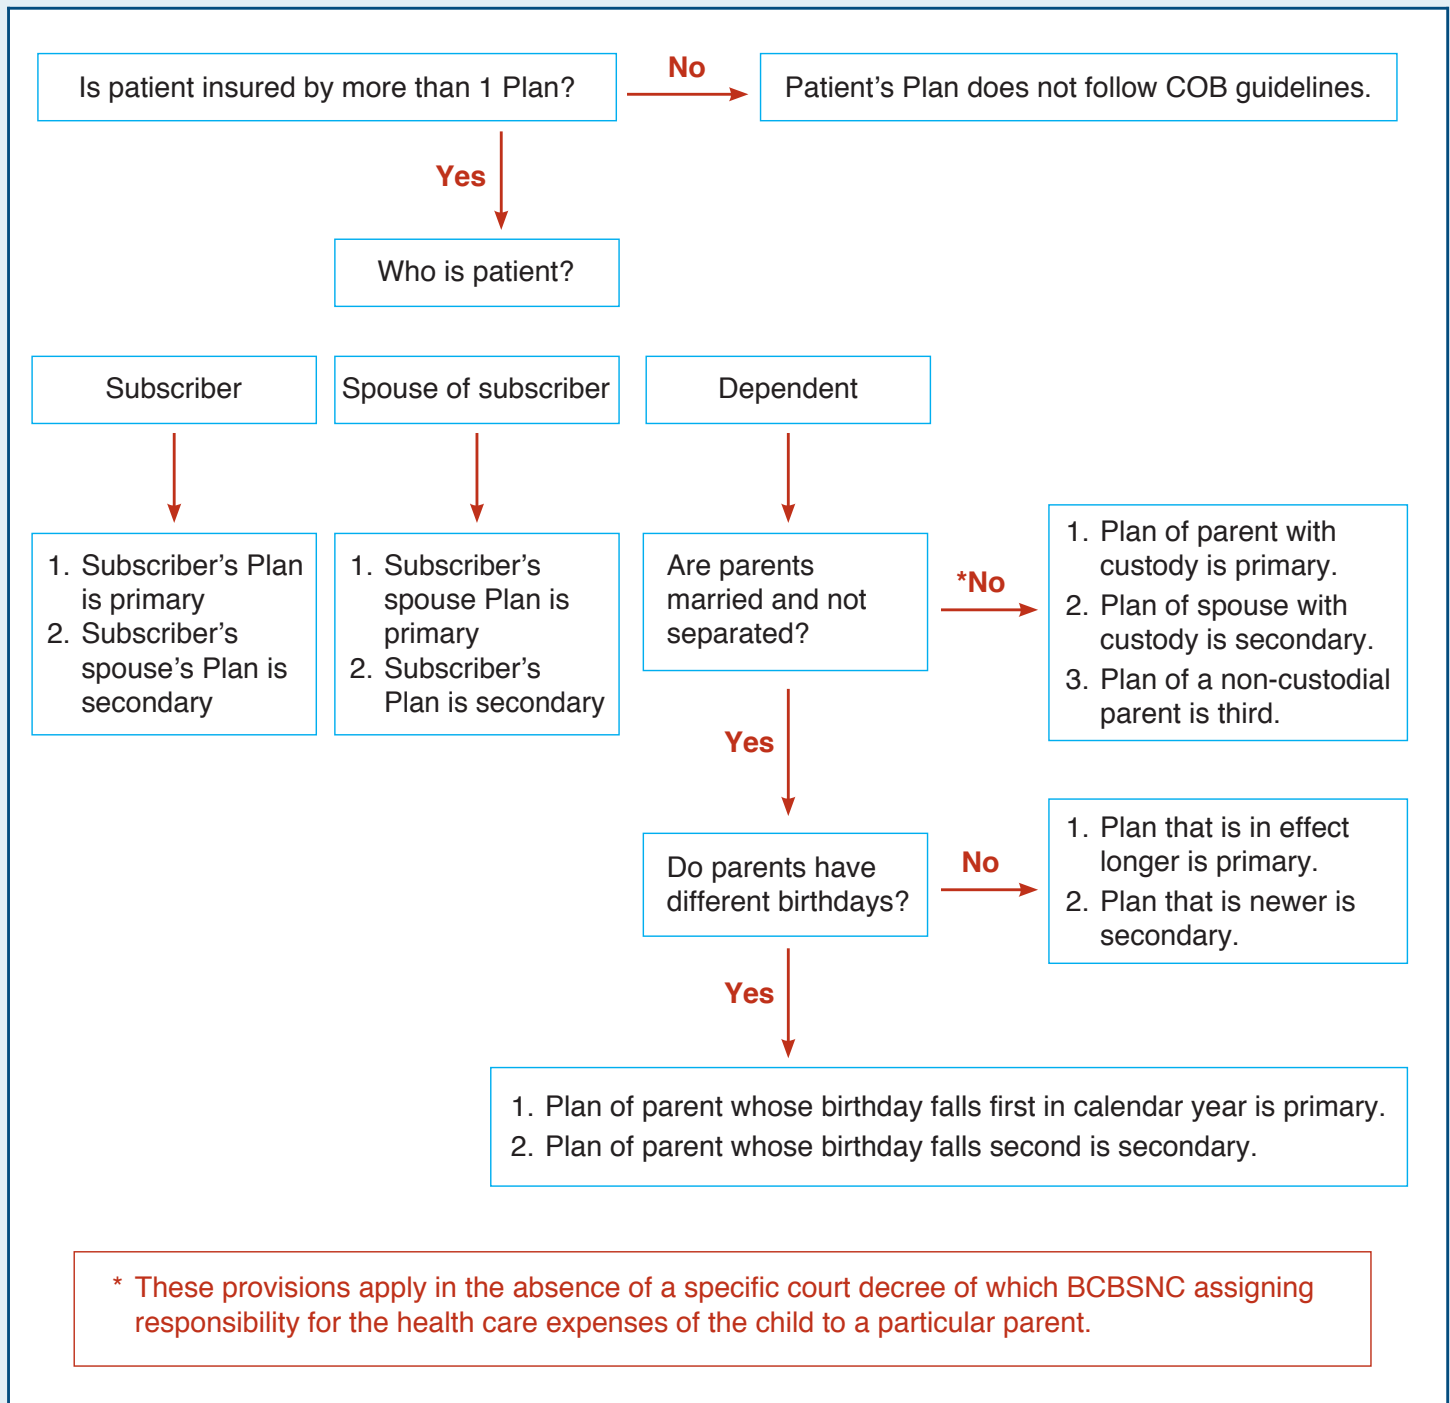 Is patient insured by more than 1 Plan?
No
Patient's Plan does not follow COB guidelines.
Yes
Who is patient?
Subscriber
Spouse of subscriber
Dependent
1. Subscriber's Plan
is primary
2. Subscriber's
spouse's Plan is
secondary
1. Subscriber's
spouse Plan is
primary
2. Subscriber's
Plan is secondary
Are parents
married and not
separated?
*No
1. Plan of parent with
custody is primary.
2. Plan of spouse with
custody is secondary.
3. Plan of a non-custodial
parent is third.
Yes
Do parents have
different birthdays?
No
1. Plan that is in effect
longer is primary.
2. Plan that is newer is
secondary.
Yes
1. Plan of parent whose birthday falls first in calendar year is primary.
2. Plan of parent whose birthday falls second is secondary.
* These provisions apply in the absence of a specific court decree of which BCBSNC assigning
responsibility for the health care expenses of the child to a particular parent.